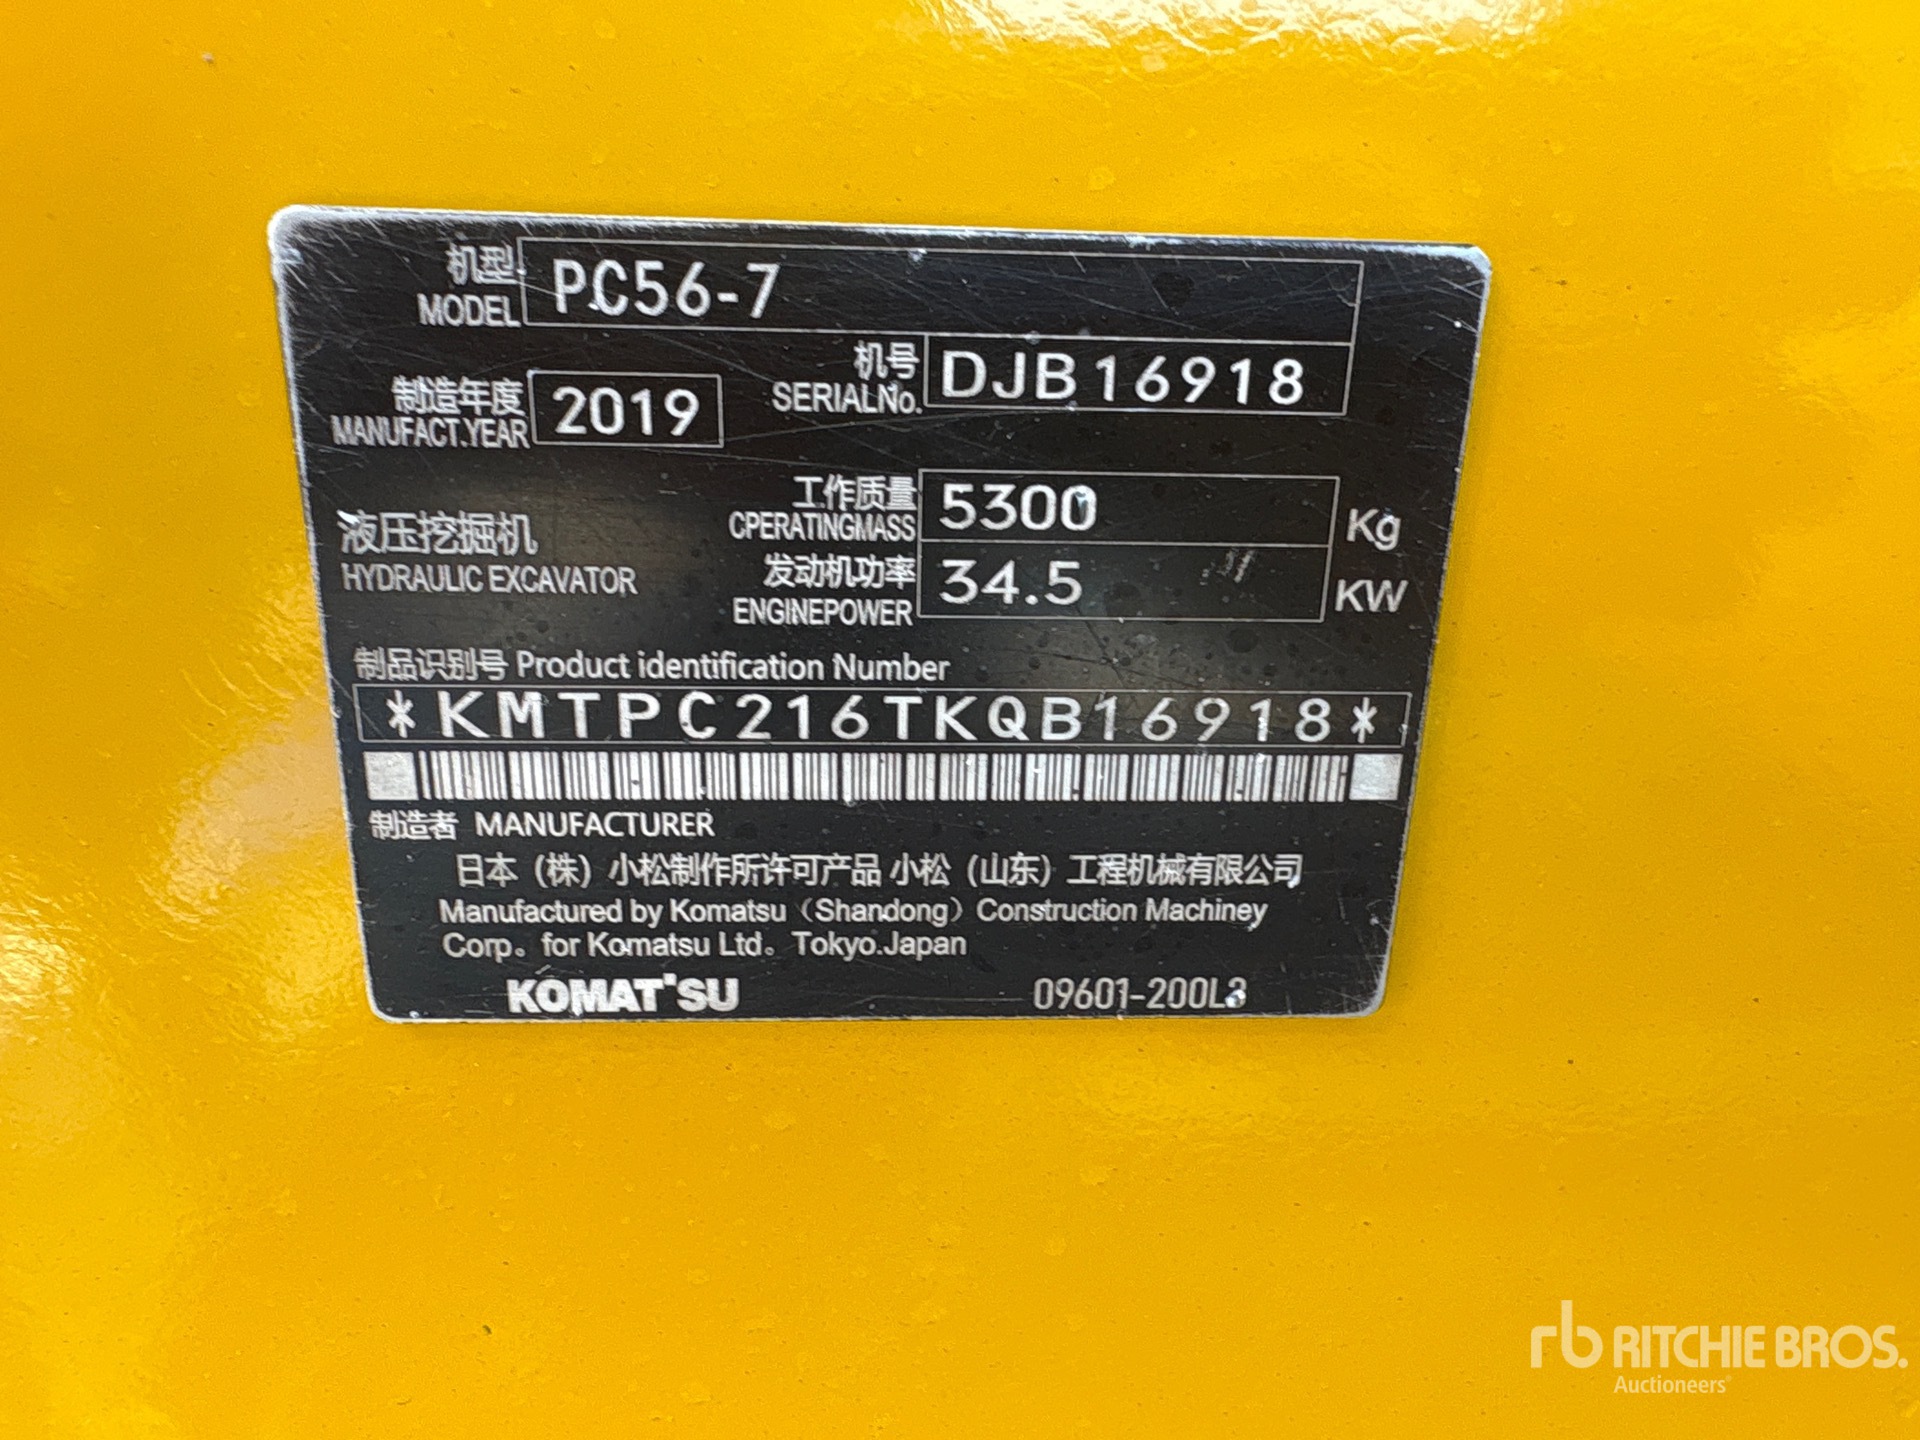 机型
MODEL
PC56-7
制造年度
MANUFACT.YEAR
2019
机号
SERIALNo.
DJB16918
液压挖掘机
HYDRAULIC EXCAVATOR
工作质量
CPERATINGMASS
5300
Kg
发动机功率
ENGINEPOWER
34.5
KW
制品识别号 Product identification Number
*KMTPC216TKQB16918*
制造者 MANUFACTURER
日本（株）小松制作所许可产品 小松（山东）工程机械有限公司
Manufactured by Komatsu（Shandong）Construction Machiney
Corp。for Komatsu Ltd。Tokyo.Japan
KOMATSU
09601-200L3
rb RITCHIE BROS.
Auctioneers